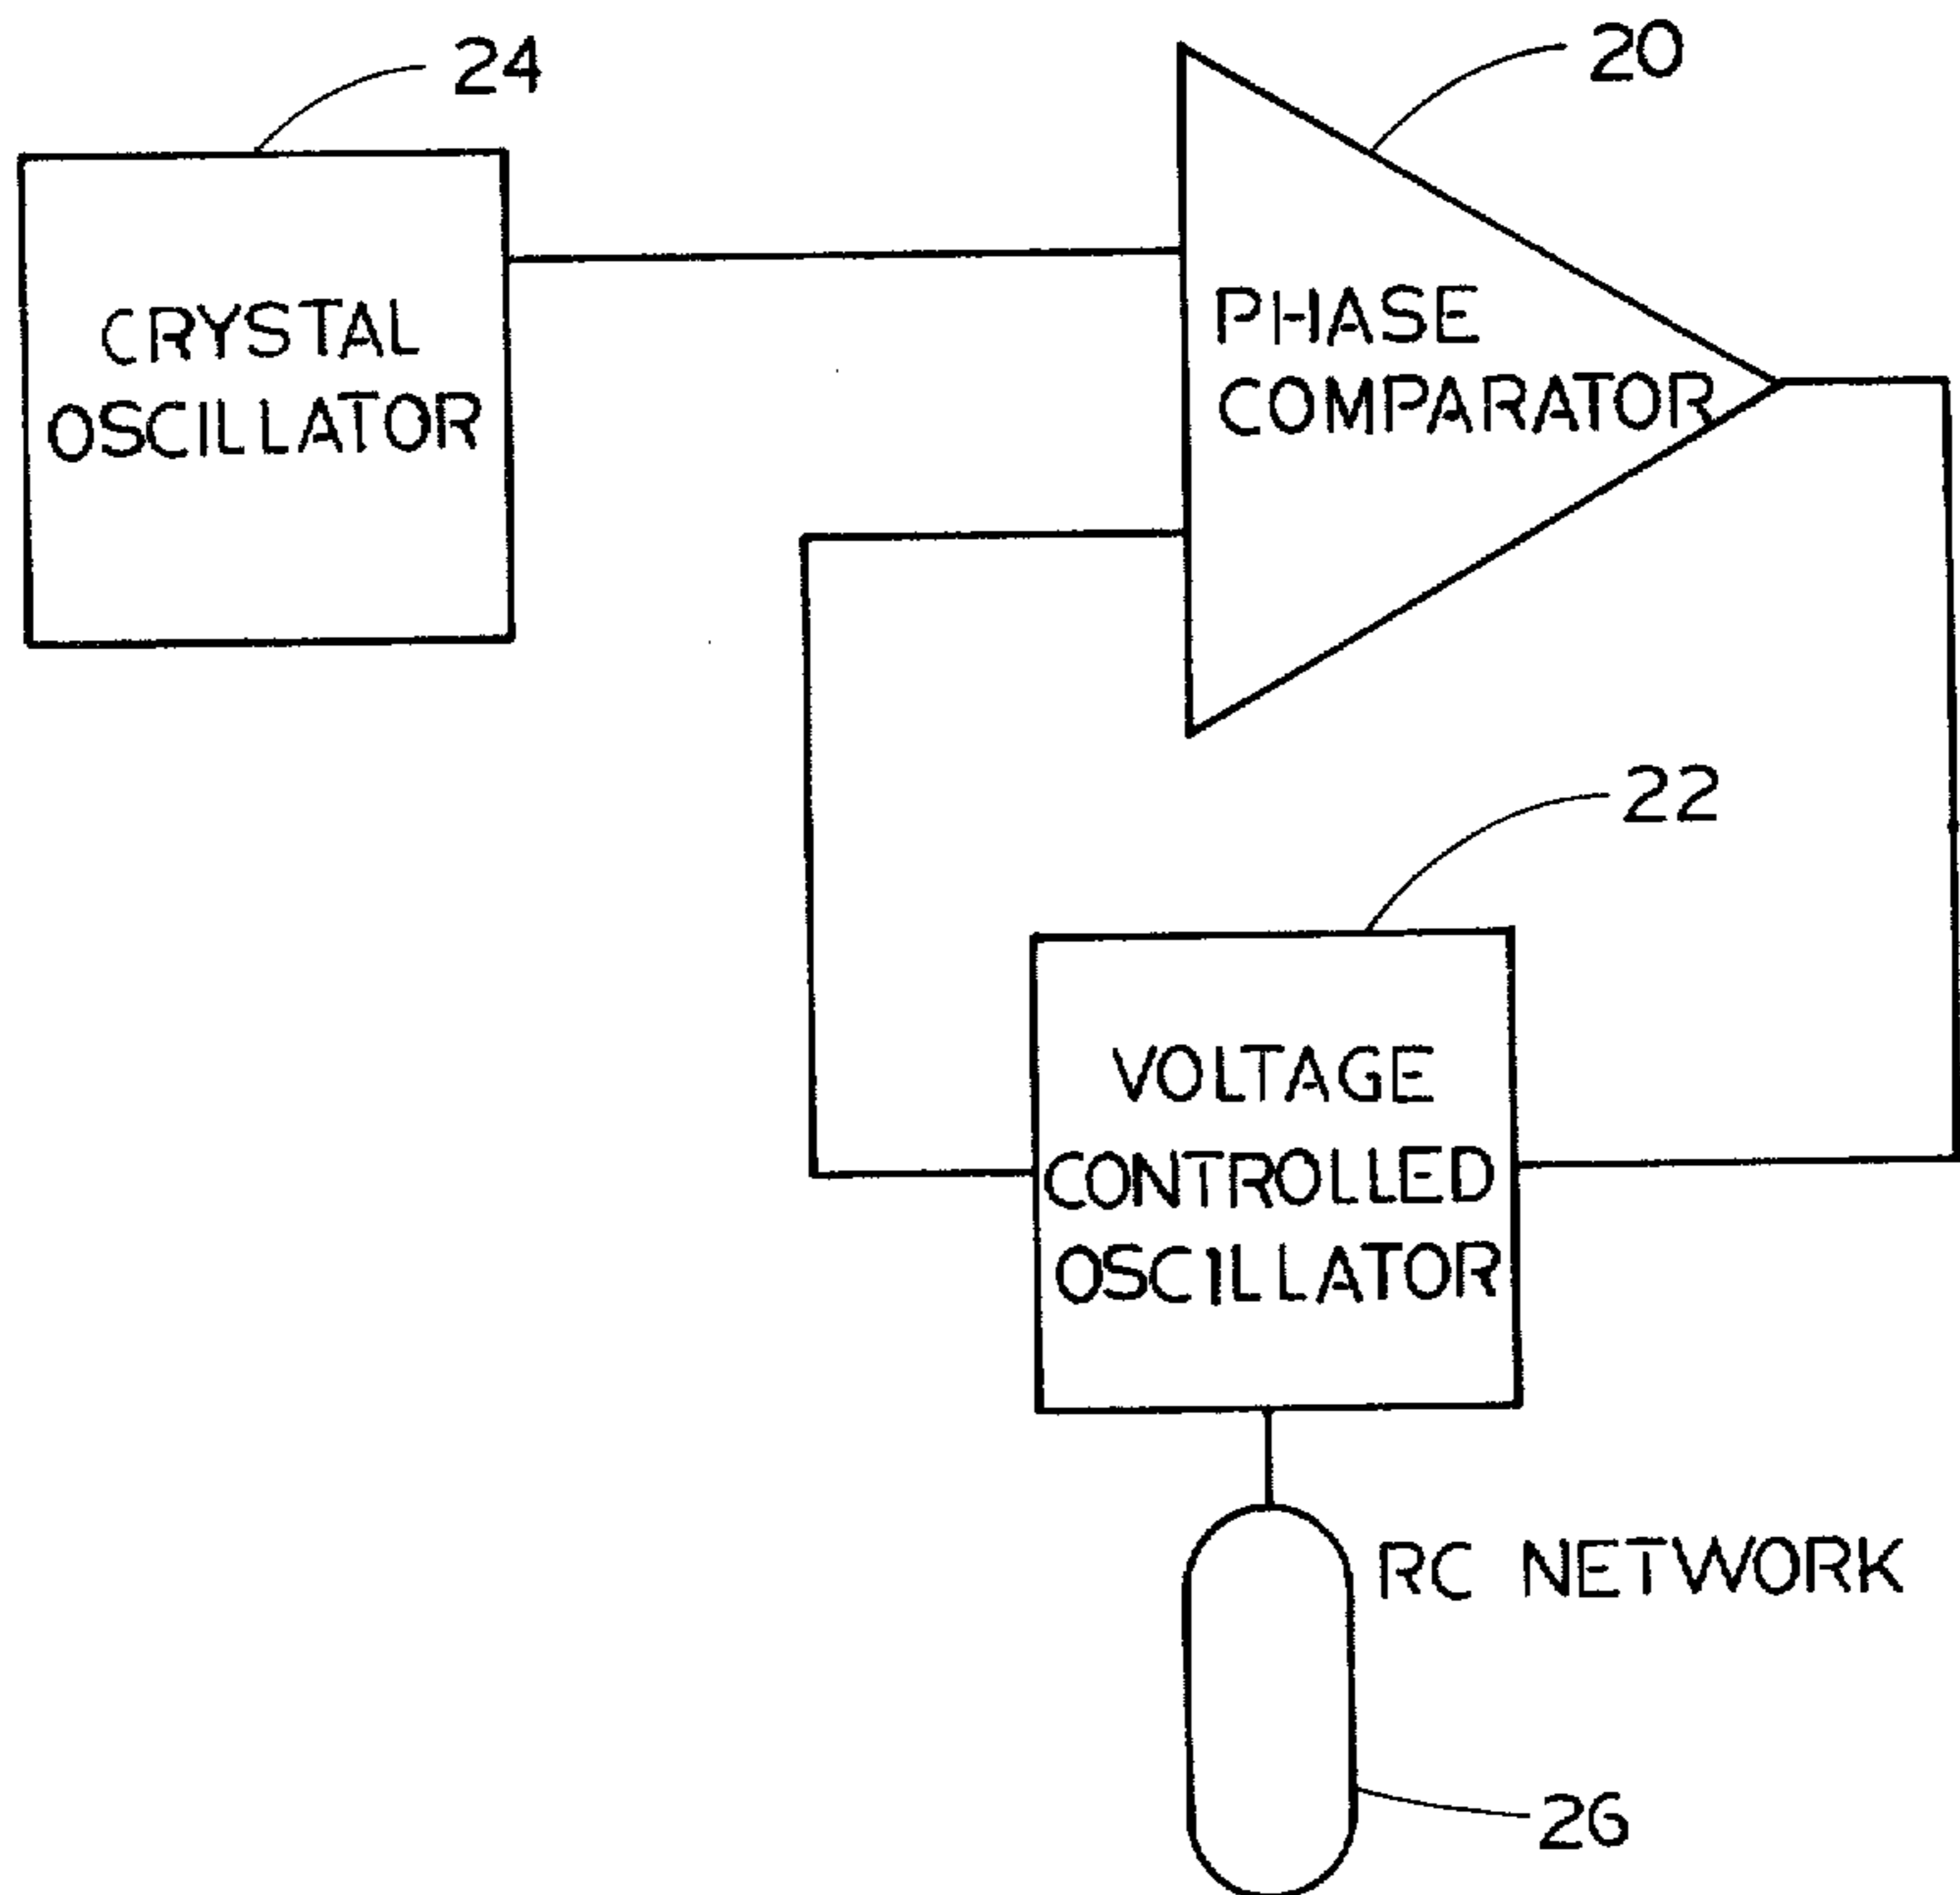 24
20
CRYSTAL
OSCILLATOR
PHASE
COMPARATOR
22
VOLTAGE
CONTROLLED
OSCILLATOR
RC NETWORK
26